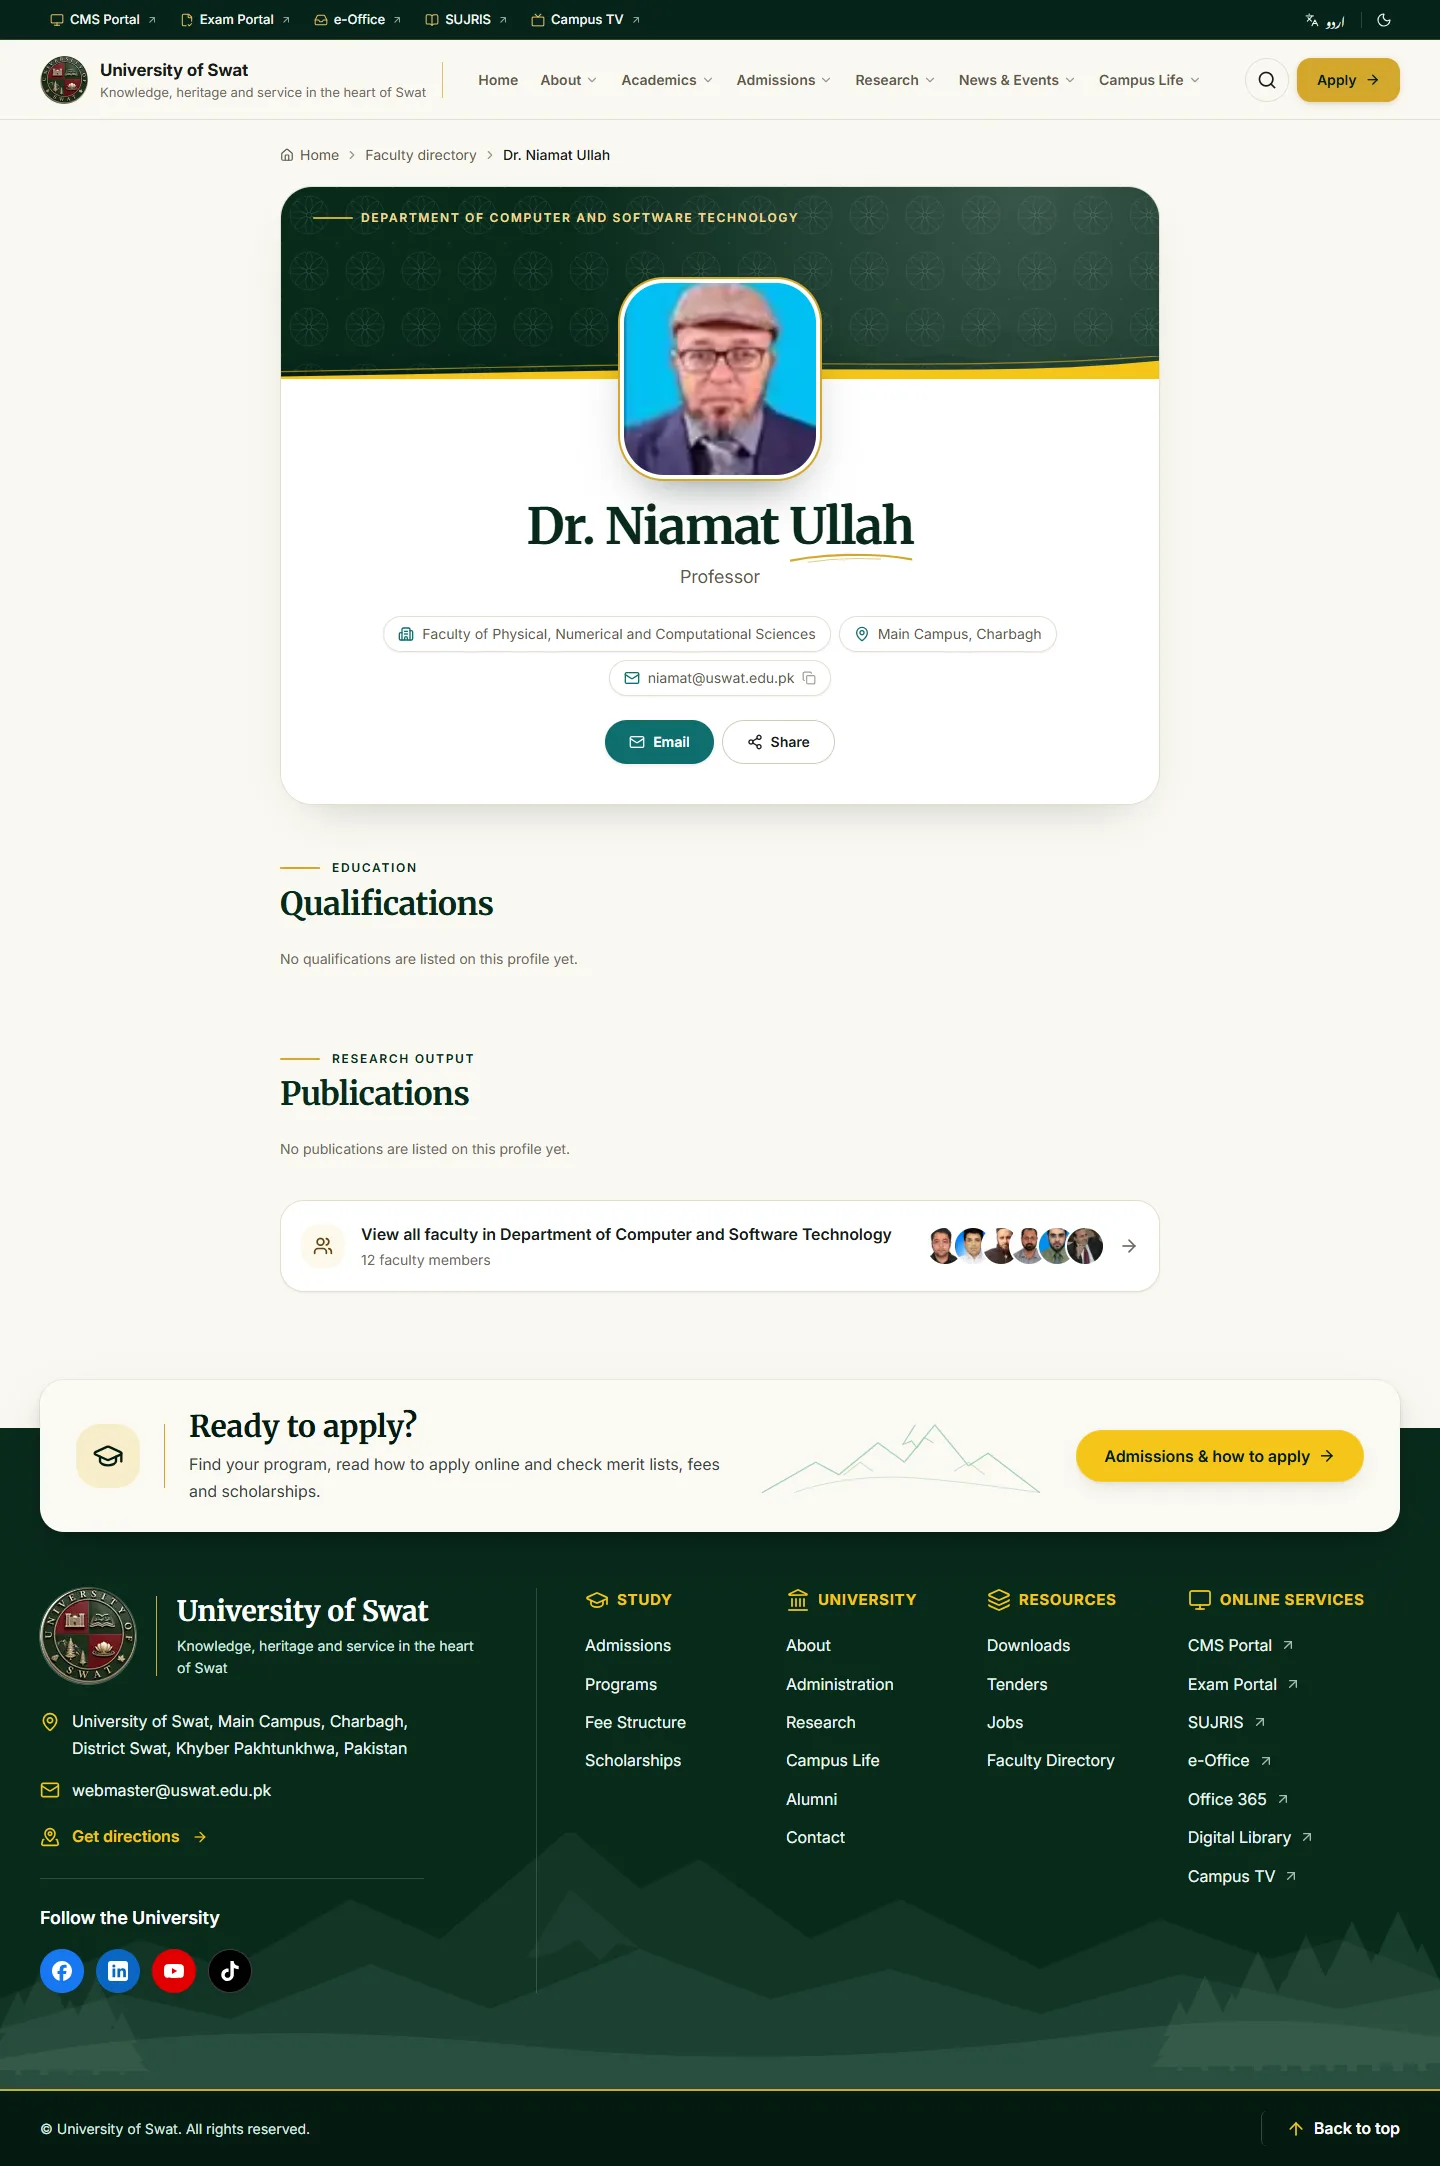 CMS Portal
Exam Portal
e-Office
SUJRIS
Campus TV
اردو
University of Swat
Knowledge, heritage and service in the heart of Swat
Home
About
Academics
Admissions
Research
News & Events
Campus Life
Apply
Home
Faculty directory
Dr. Niamat Ullah
DEPARTMENT OF COMPUTER AND SOFTWARE TECHNOLOGY
Dr. Niamat Ullah
Professor
Faculty of Physical, Numerical and Computational Sciences
Main Campus, Charbagh
niamat@uswat.edu.pk
Email
Share
EDUCATION
Qualifications
No qualifications are listed on this profile yet.
RESEARCH OUTPUT
Publications
No publications are listed on this profile yet.
View all faculty in Department of Computer and Software Technology
12 faculty members
Ready to apply?
Find your program, read how to apply online and check merit lists, fees
and scholarships.
Admissions & how to apply
UNIVERSITY OF SWAT
University of Swat
Knowledge, heritage and service in the heart
of Swat
University of Swat, Main Campus, Charbagh,
District Swat, Khyber Pakhtunkhwa, Pakistan
webmaster@uswat.edu.pk
Get directions
Follow the University
STUDY
Admissions
Programs
Fee Structure
Scholarships
UNIVERSITY
About
Administration
Research
Campus Life
Alumni
Contact
RESOURCES
Downloads
Tenders
Jobs
Faculty Directory
ONLINE SERVICES
CMS Portal
Exam Portal
SUJRIS
e-Office
Office 365
Digital Library
Campus TV
© University of Swat. All rights reserved.
Back to top